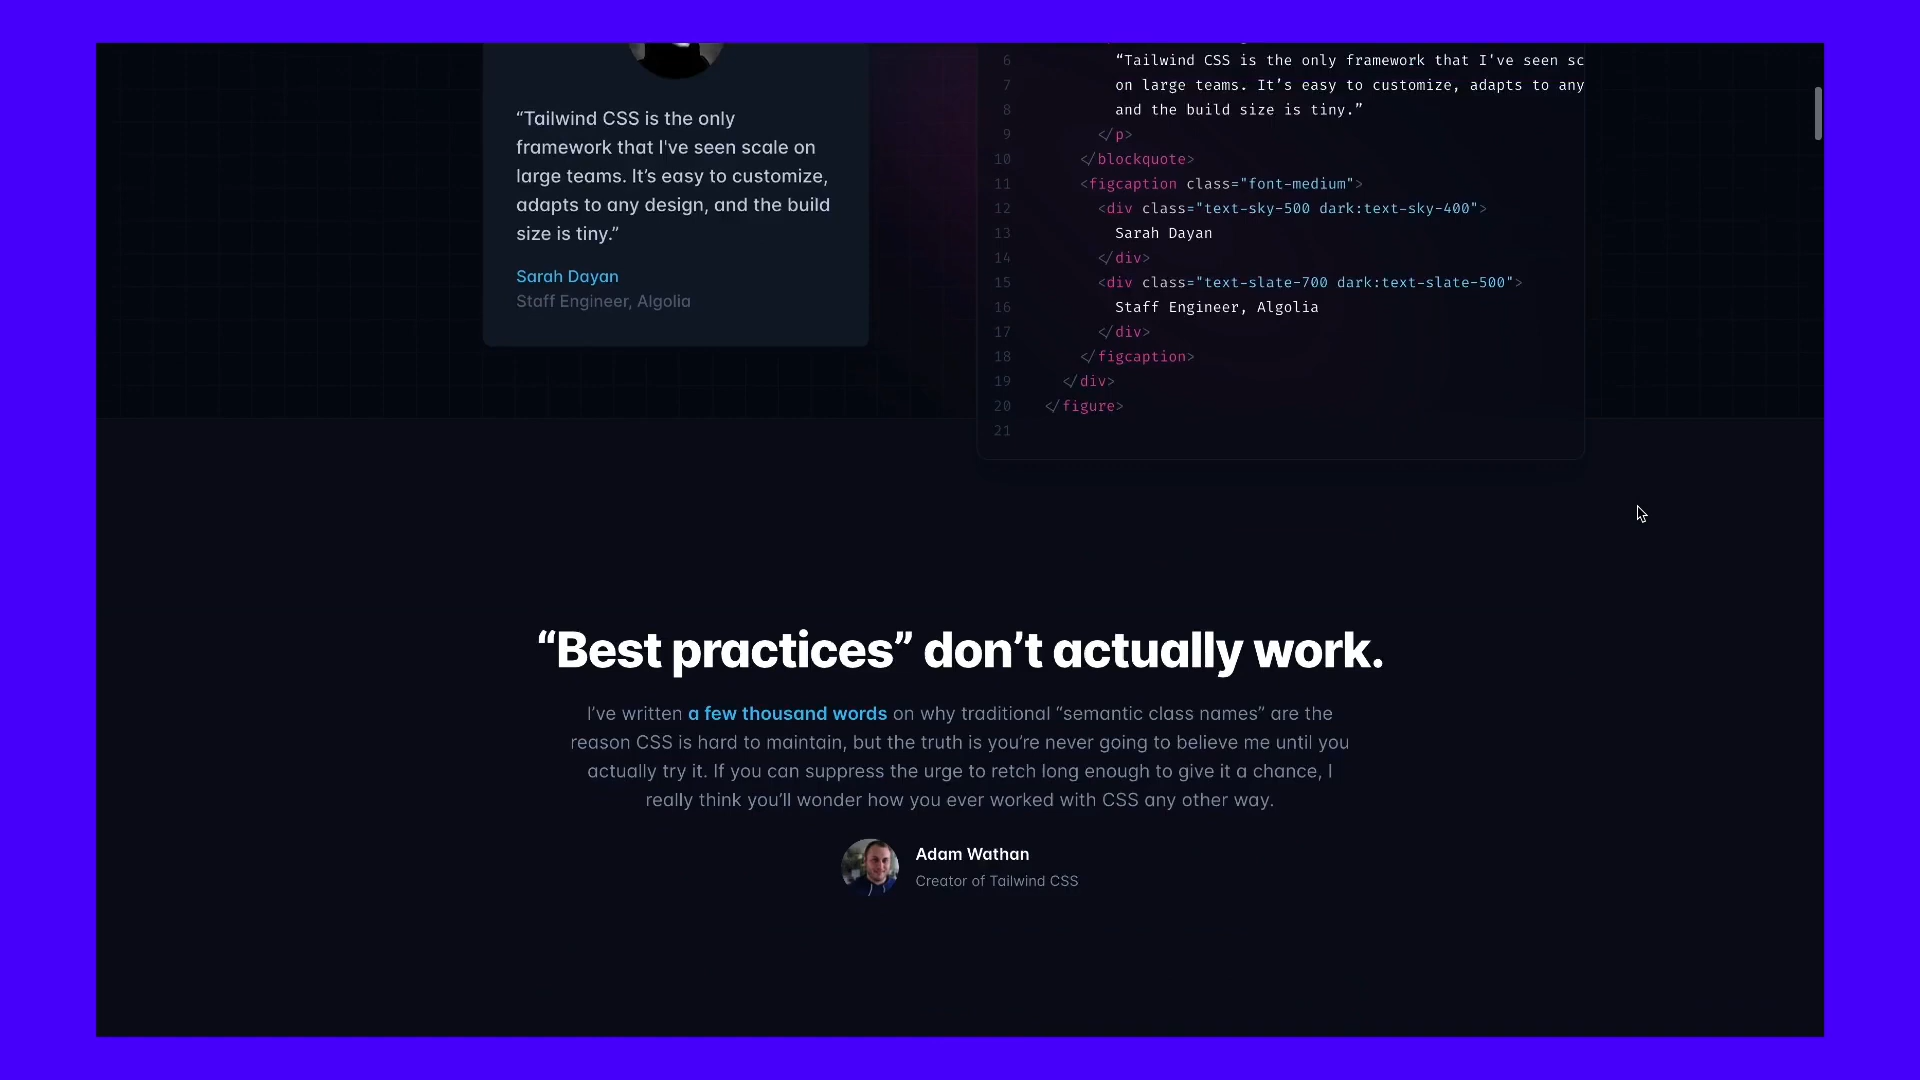 “Tailwind CSS is the only
framework that I've seen scale on
large teams. It’s easy to customize,
adapts to any design, and the build
size is tiny.”
Sarah Dayan
Staff Engineer, Algolia
6 “Tailwind CSS is the only framework that I've seen sc
7 on large teams. It’s easy to customize, adapts to any
8 and the build size is tiny.”
9 </p>
10 </blockquote>
11 <figcaption class="font-medium">
12 <div class="text-sky-500 dark:text-sky-400">
13 Sarah Dayan
14 </div>
15 <div class="text-slate-700 dark:text-slate-500">
16 Staff Engineer, Algolia
17 </div>
18 </figcaption>
19 </div>
20 </figure>
21
“Best practices” don’t actually work.
I’ve written a few thousand words on why traditional “semantic class names” are the
reason CSS is hard to maintain, but the truth is you’re never going to believe me until you
actually try it. If you can suppress the urge to retch long enough to give it a chance, I
really think you’ll wonder how you ever worked with CSS any other way.
Adam Wathan
Creator of Tailwind CSS